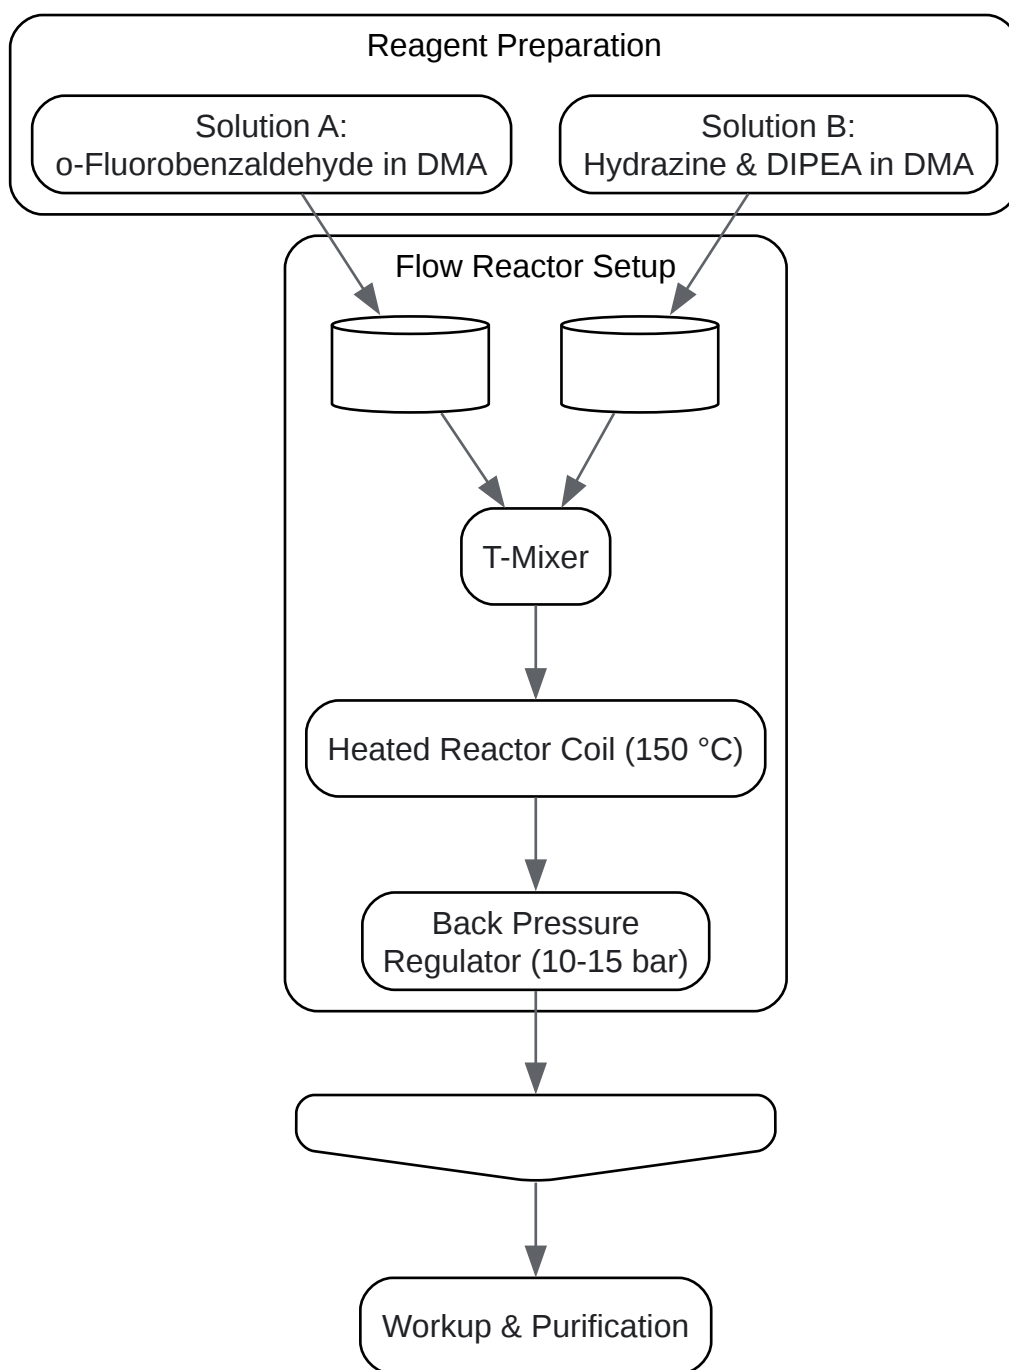 Reagent Preparation
Solution A:
o-Fluorobenzaldehyde in DMA
Solution B:
Hydrazine & DIPEA in DMA
Flow Reactor Setup
T-Mixer
Heated Reactor Coil (150 °C)
Back Pressure
Regulator (10-15 bar)
Workup & Purification